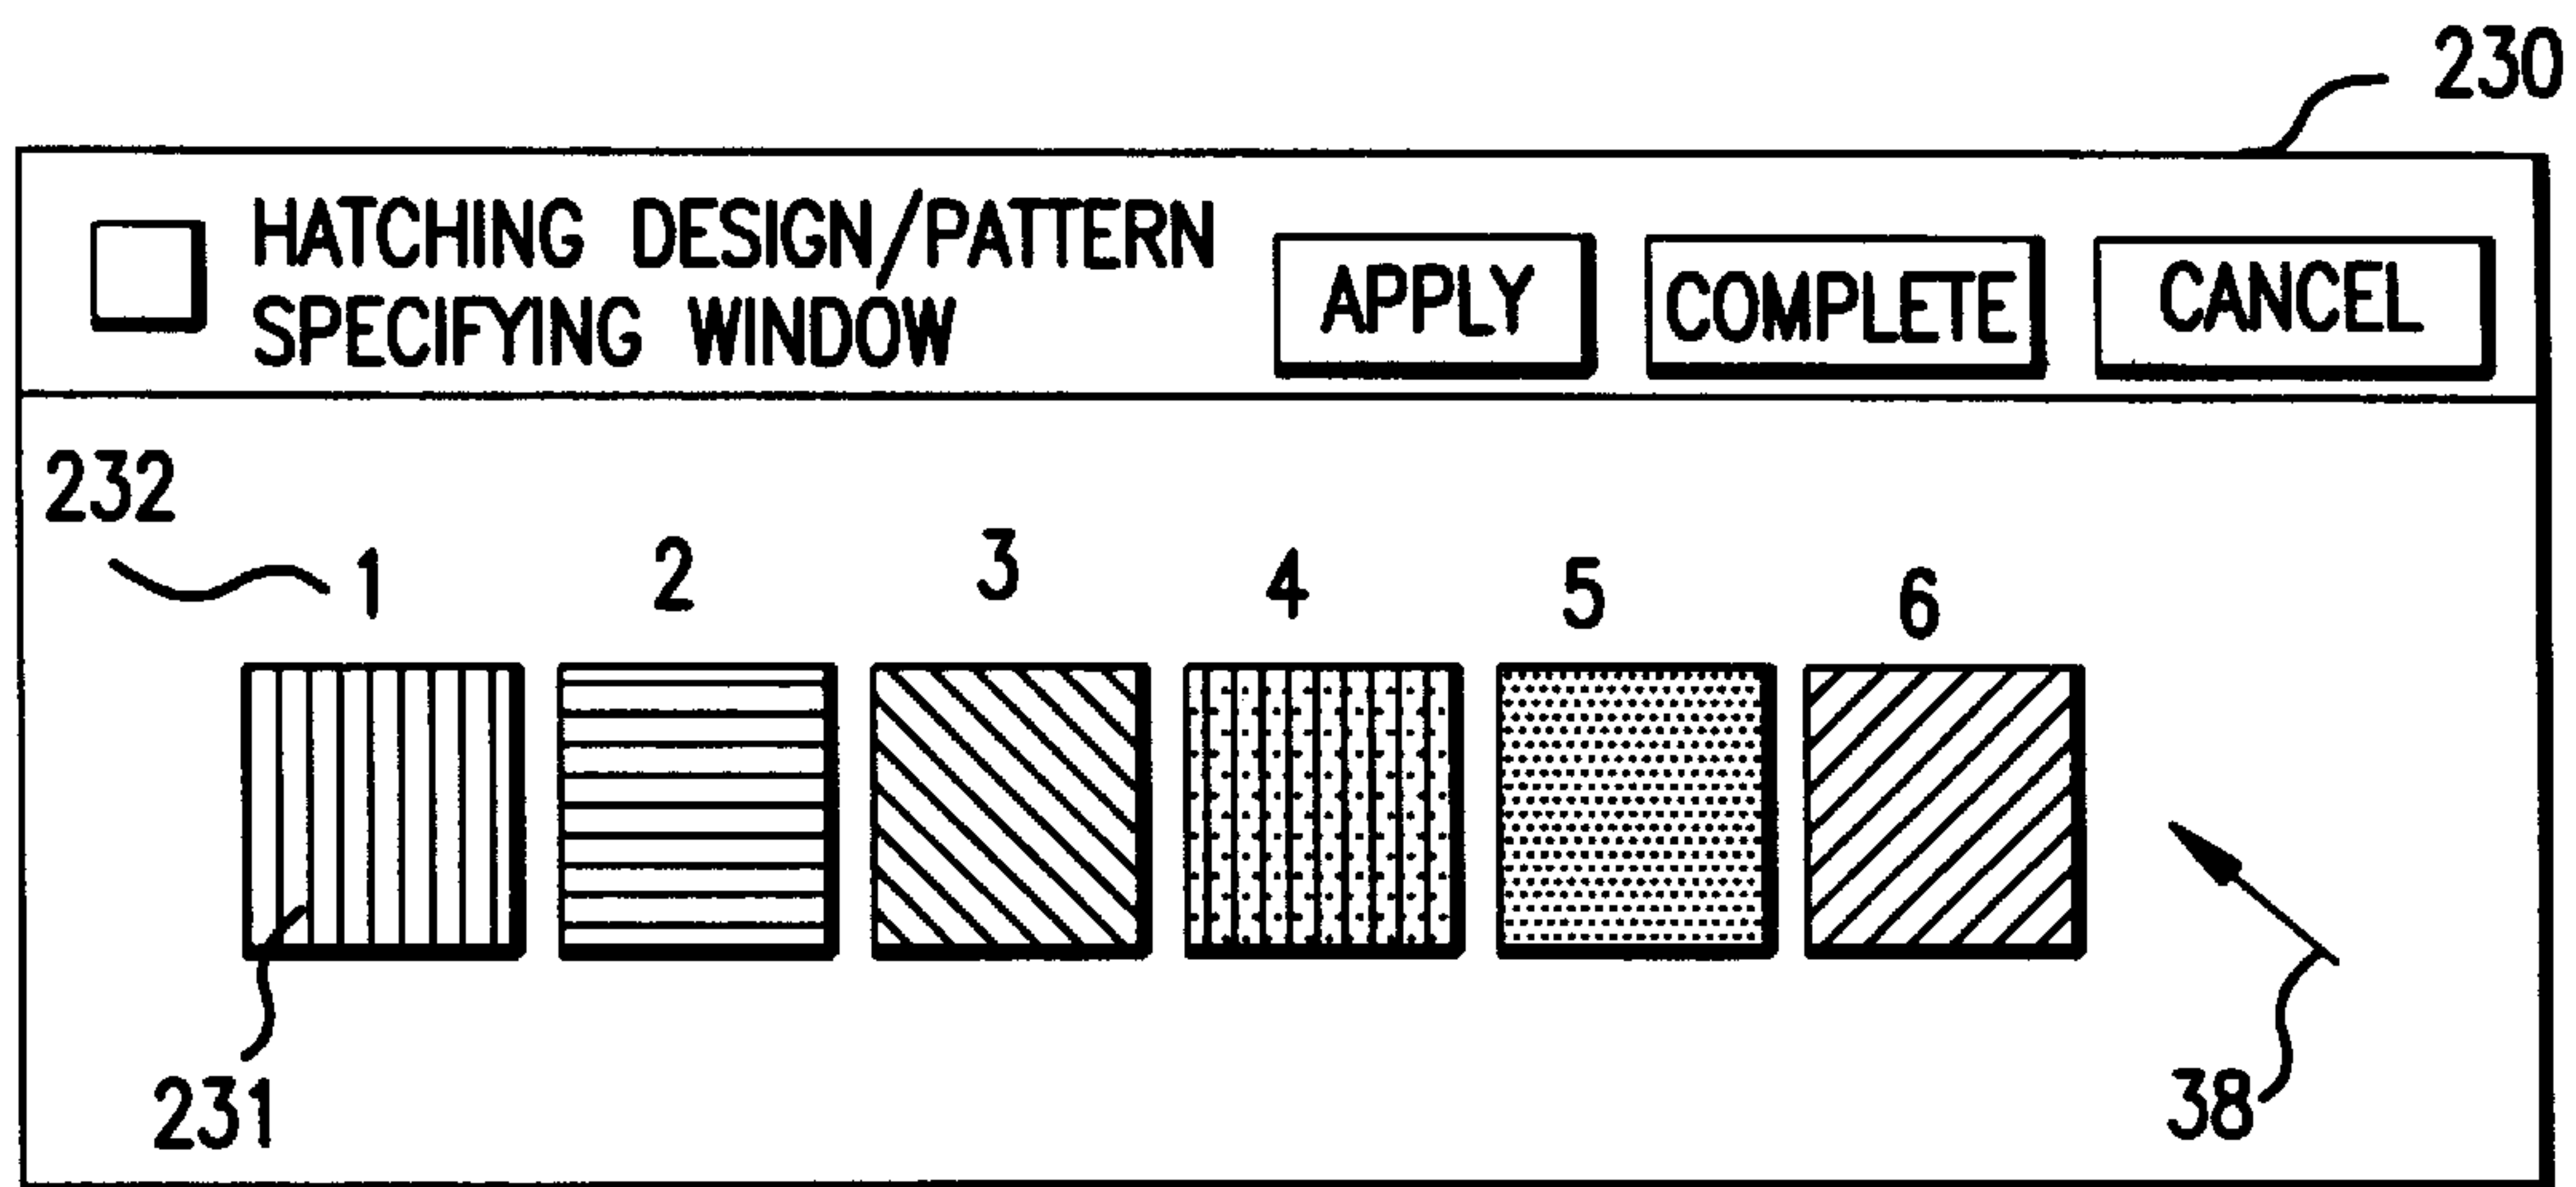 230
HATCHING DESIGN/PATTERN
SPECIFYING WINDOW
APPLY
COMPLETE
CANCEL
232
1 2 3 4 5 6
231
38